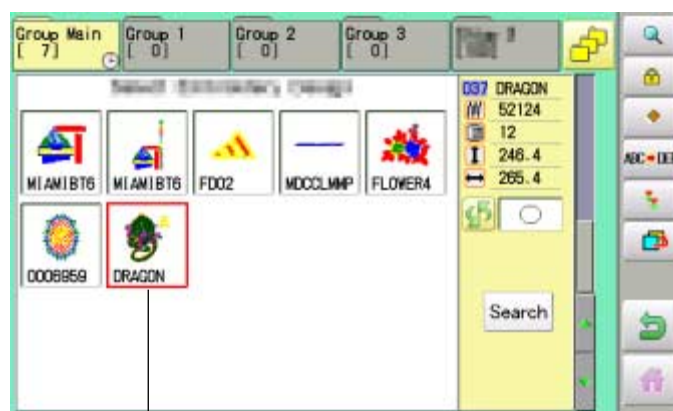 Group Main
[ 7]
Group 1
[ 0]
Group 2
[ 0]
Group 3
[ 0]
037 DRAGON
52124
12
246.4
265.4
MIAMIBT6
MIAMIBT6
FD02
MDCCLMMP
FLOWER4
0006959
DRAGON
Search